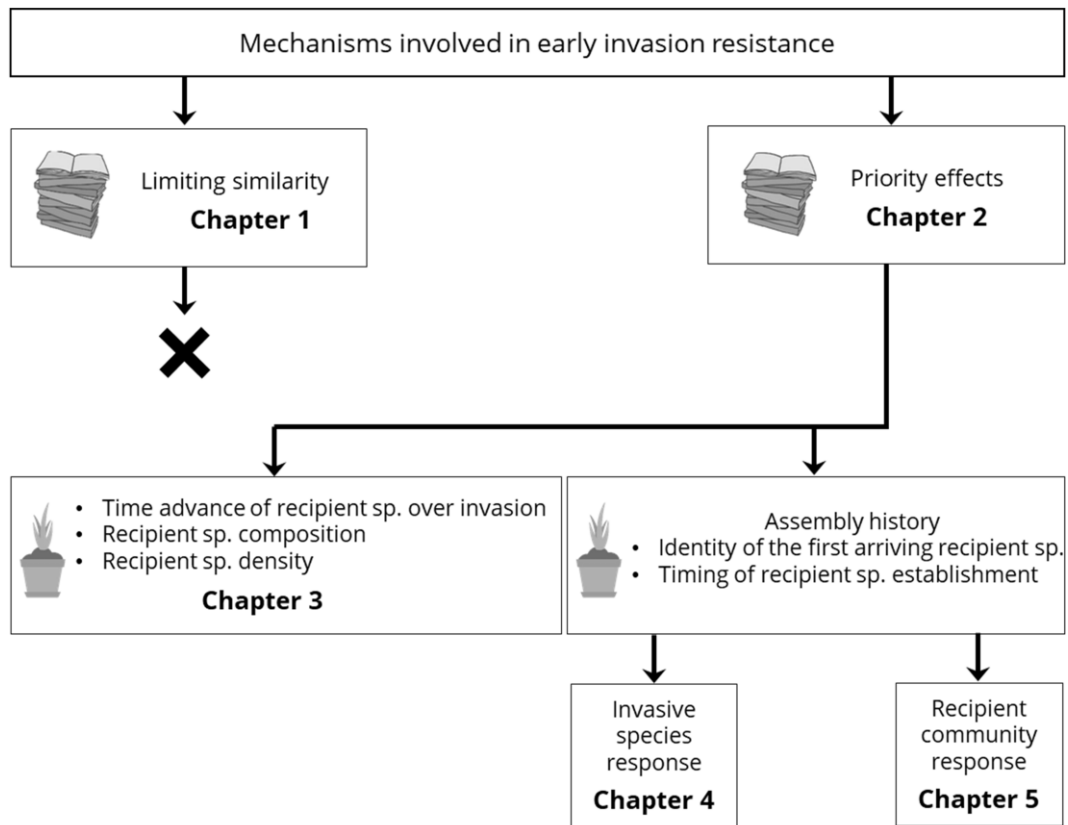 Mechanisms involved in early invasion resistance
Limiting similarity
Chapter 1
Priority effects
Chapter 2
• Time advance of recipient sp. over invasion
• Recipient sp. composition
• Recipient sp. density
Chapter 3
Assembly history
• Identity of the first arriving recipient sp.
• Timing of recipient sp. establishment
Invasive
species
response
Chapter 4
Recipient
community
response
Chapter 5